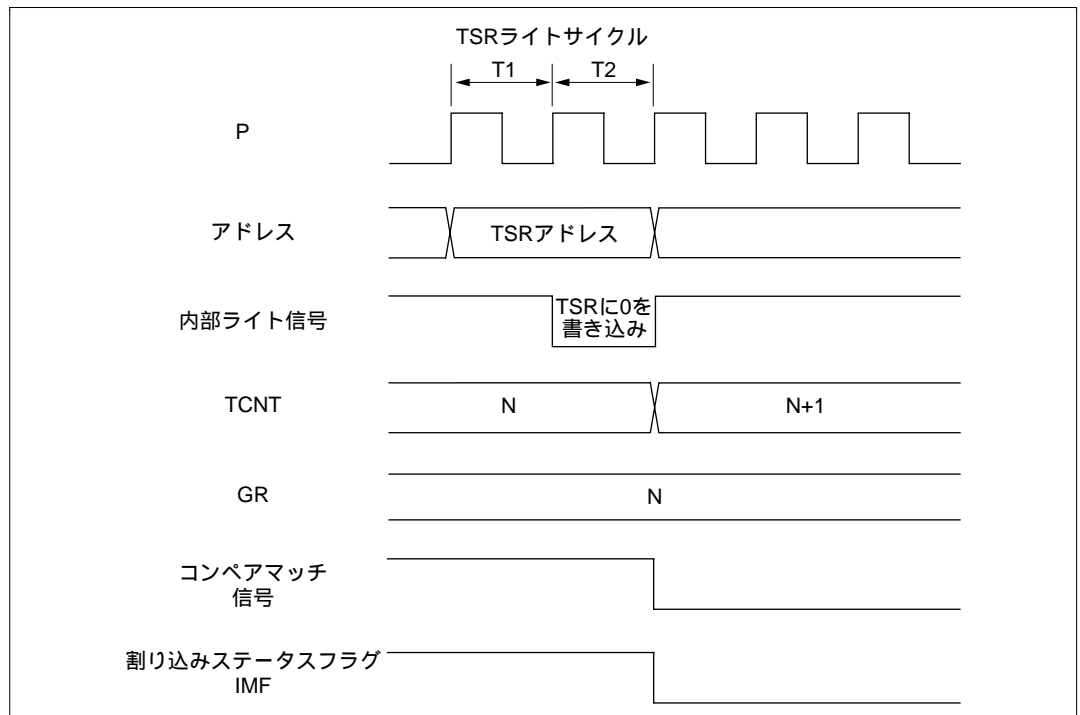 TSRライトサイクル
T1
T2
P
アドレス
TSRアドレス
内部ライト信号
TSRに0を
書き込み
TCNT
N
N+1
GR
N
コンペアマッチ
信号
割り込みステータスフラグ
IMF